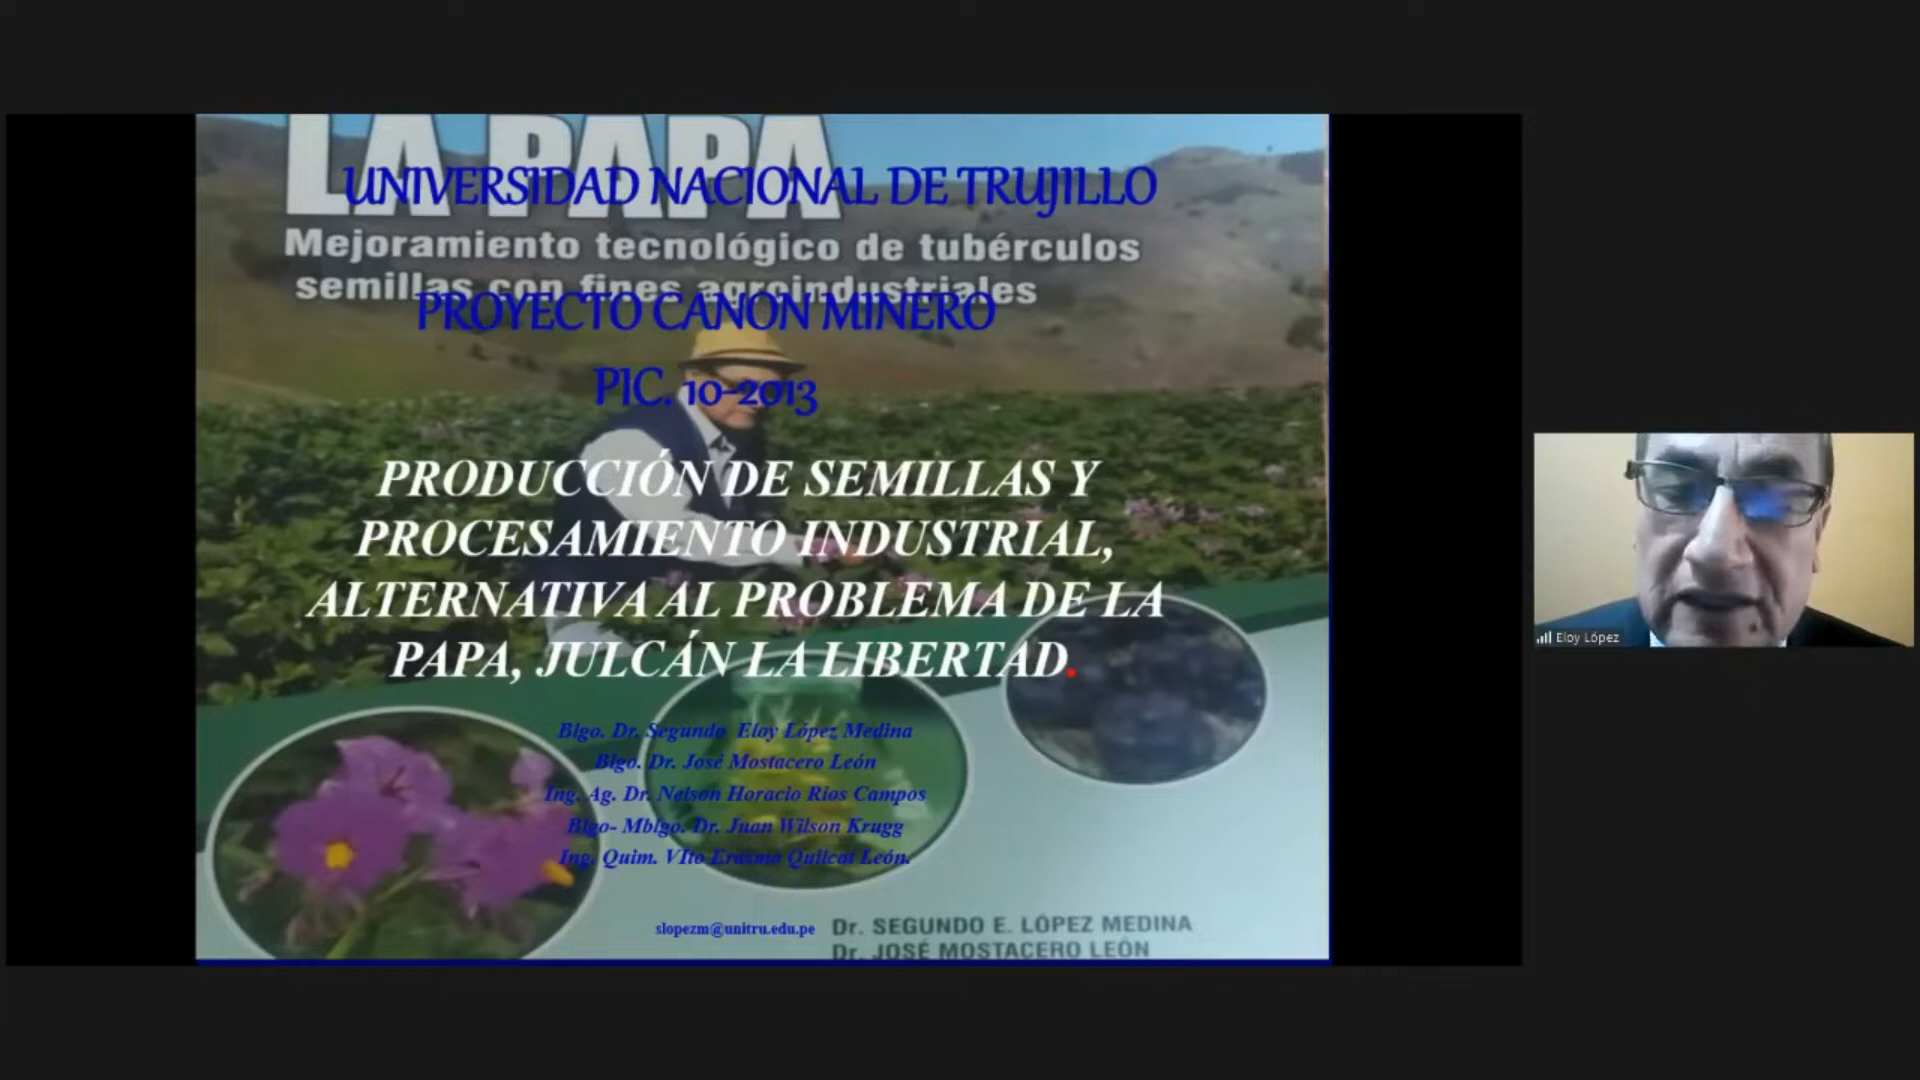 LA PAPA
UNIVERSIDAD NACIONAL DE TRUJILLO
Mejoramiento tecnológico de tubérculos
semillas con fines agroindustriales
PROYECTO CANON MINERO
PIC. 10-2013
PRODUCCIÓN DE SEMILLAS Y
PROCESAMIENTO INDUSTRIAL,
ALTERNATIVA AL PROBLEMA DE LA
PAPA, JULCÁN LA LIBERTAD.
Blgo. Dr. Segundo Eloy López Medina
Blgo. Dr. José Mostacero León
Ing. Ag. Dr. Nelson Horacio Ríos Campos
Blgo- Mblgo. Dr. Juan Wilson Krugg
Ing. Quim. VIto Erasmo Quilcat León.
slopezm@unitru.edu.pe
Dr. SEGUNDO E. LÓPEZ MEDINA
Dr. JOSÉ MOSTACERO LEÓN
Eloy López